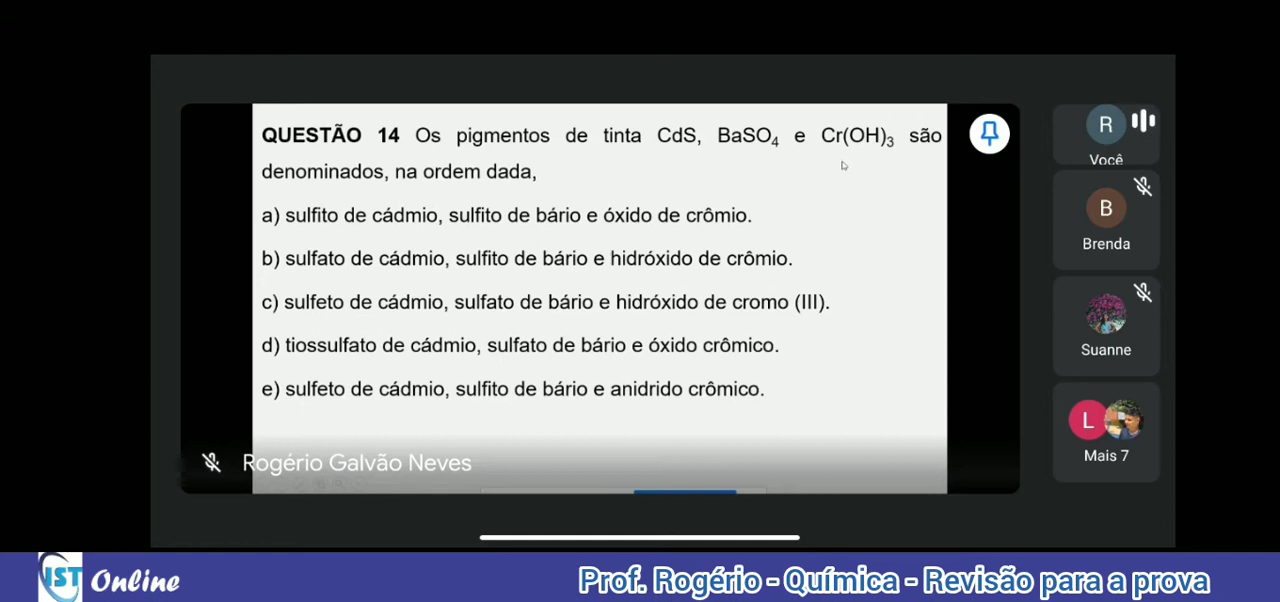 QUESTÃO 14 Os pigmentos de tinta CdS, BaSO₄ e Cr(OH)₃ são
denominados, na ordem dada,
a) sulfito de cádmio, sulfito de bário e óxido de crômio.
b) sulfato de cádmio, sulfito de bário e hidróxido de crômio.
c) sulfeto de cádmio, sulfato de bário e hidróxido de cromo (III).
d) tiossulfato de cádmio, sulfato de bário e óxido crômico.
e) sulfeto de cádmio, sulfito de bário e anidrido crômico.
Rogério Galvão Neves
R
Você
B
Brenda
Suanne
L
Mais 7
IST Online
Prof. Rogério - Química - Revisão para a prova